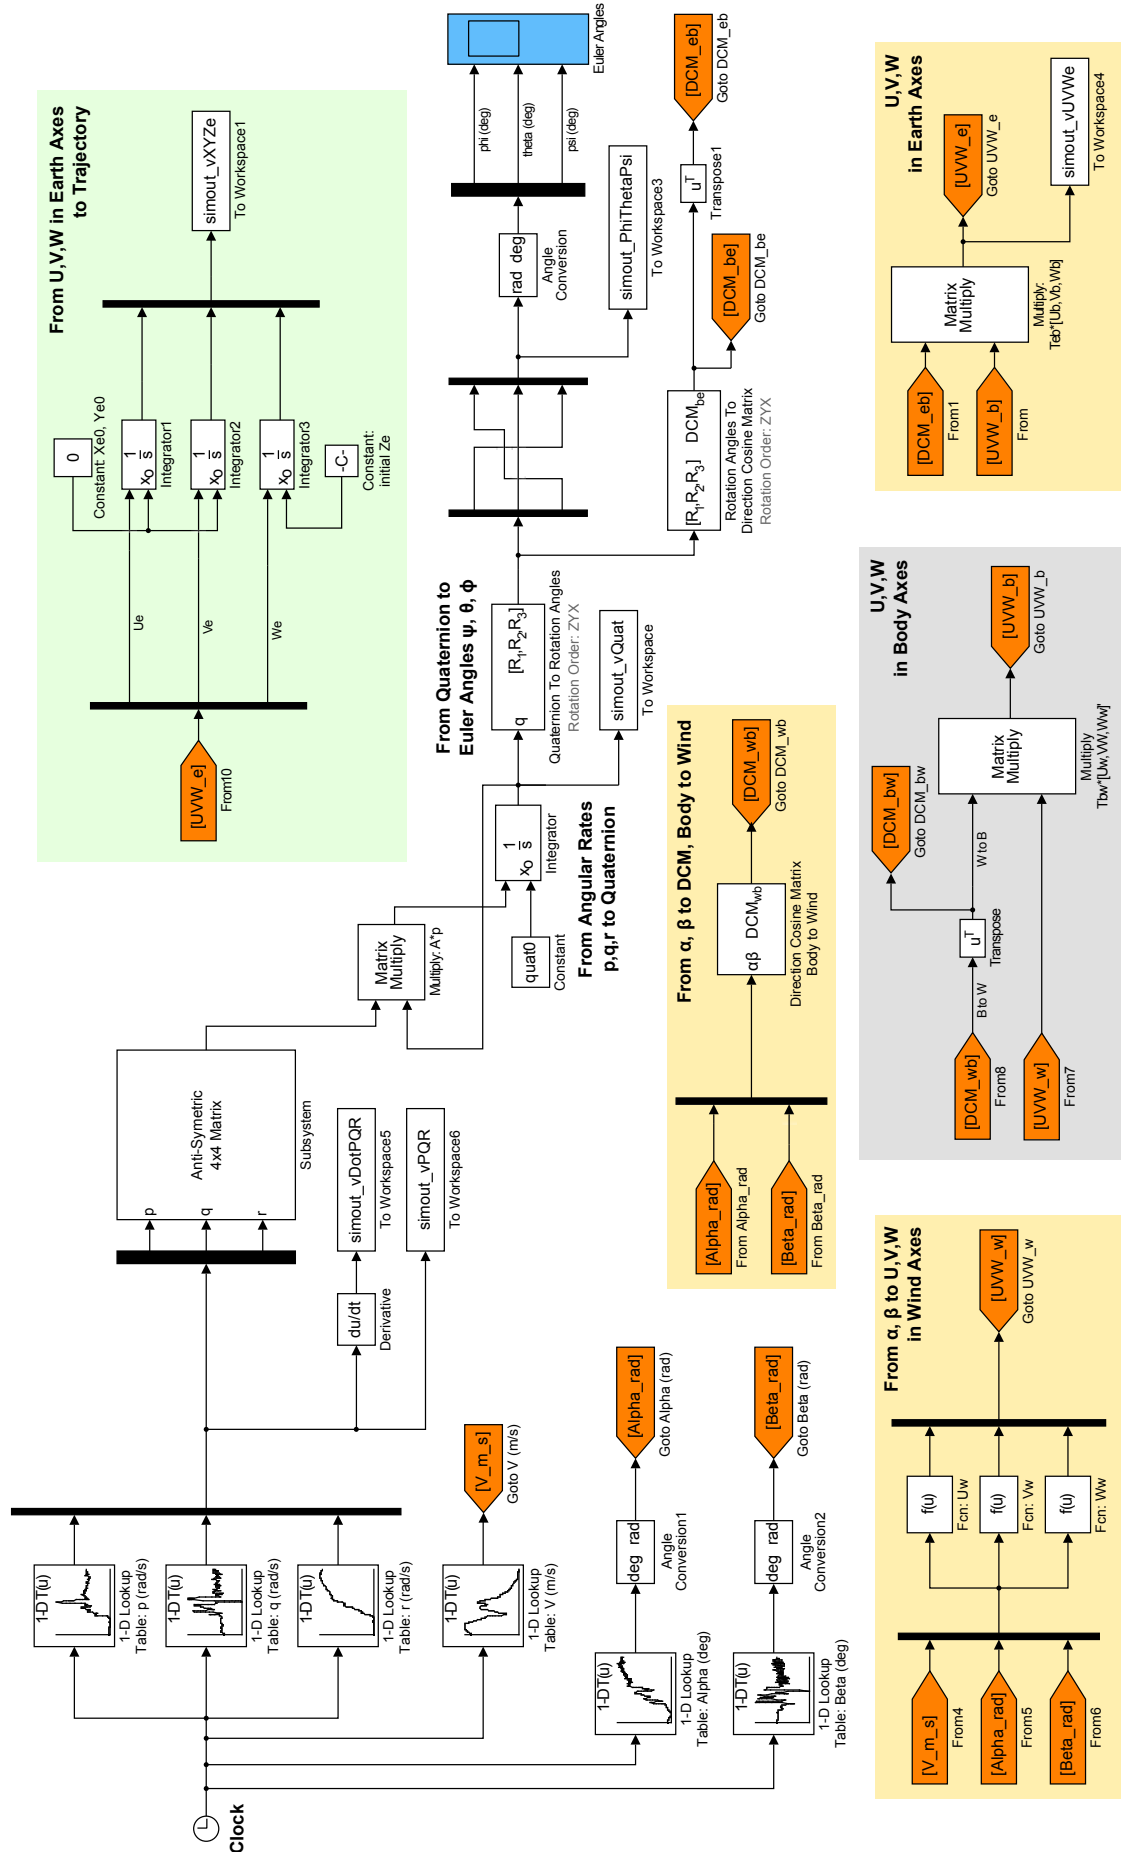 Clock
1-D T(u)
1-D Lookup
Table: p (rad/s)
1-D T(u)
1-D Lookup
Table: q (rad/s)
1-D T(u)
1-D Lookup
Table: r (rad/s)
1-D T(u)
1-D Lookup
Table: V (m/s)
[V_m_s]
Goto V (m/s)
1-D T(u)
1-D Lookup
Table: Alpha (deg)
deg rad
Angle
Conversion1
[Alpha_rad]
Goto Alpha (rad)
1-D T(u)
1-D Lookup
Table: Beta (deg)
deg rad
Angle
Conversion2
[Beta_rad]
Goto Beta (rad)
du/dt
Derivative
simout_vDotPQR
To Workspace5
simout_vPQR
To Workspace6
p
q
r
Anti-Symetric
4x4 Matrix
Subsystem
Matrix
Multiply
Multiply: A*p
quat0
Constant
xo 1
s
Integrator
From Angular Rates
p,q,r to Quaternion
From Quaternion to
Euler Angles ψ, θ, ϕ
q [R1,R2,R3]
Quaternion To Rotation Angles
Rotation Order: ZYX
simout_vQuat
To Workspace
[R1,R2,R3] DCMbe
Rotation Angles To
Direction Cosine Matrix
Rotation Order: ZYX
rad deg
Angle
Conversion
simout_PhiThetaPsi
To Workspace3
phi (deg)
theta (deg)
psi (deg)
Euler Angles
[DCM_be]
Goto DCM_be
uT
Transpose1
[DCM_eb]
Goto DCM_eb
From U,V,W in Earth Axes
to Trajectory
[UVW_e]
From10
Ue
Ve
We
0
Constant: Xe0, Ye0
xo 1
s
Integrator1
xo 1
s
Integrator2
xo 1
s
Integrator3
-C-
Constant:
initial Ze
simout_vXYZe
To Workspace1
From α, β to DCM, Body to Wind
[Alpha_rad]
From Alpha_rad
[Beta_rad]
From Beta_rad
αβ DCMwb
Direction Cosine Matrix
Body to Wind
[DCM_wb]
Goto DCM_wb
From α, β to U,V,W
in Wind Axes
[V_m_s]
From4
[Alpha_rad]
From5
[Beta_rad]
From6
f(u)
Fcn: Uw
f(u)
Fcn: Vw
f(u)
Fcn: Ww
[UVW_w]
Goto UVW_w
U,V,W
in Body Axes
[DCM_wb]
From8
[UVW_w]
From7
B to W
uT
Transpose
[DCM_bw]
Goto DCM_bw
W to B
Matrix
Multiply
Multiply
Tbw*[Uw,VW,Ww]'
[UVW_b]
Goto UVW_b
U,V,W
in Earth Axes
[DCM_eb]
From1
[UVW_b]
From
Matrix
Multiply
Multiply:
Teb*[Ub,Vb,Wb]
[UVW_e]
Goto UVW_e
simout_vUVWe
To Workspace4